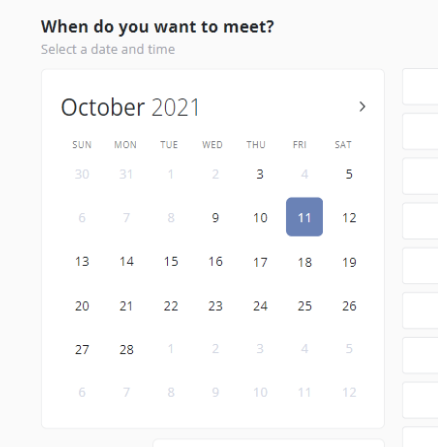 When do you want to meet?
Select a date and time
October 2021 >
SUN MON TUE WED THU FRI SAT
30 31 1 2 3 4 5
6 7 8 9 10 11 12
13 14 15 16 17 18 19
20 21 22 23 24 25 26
27 28 1 2 3 4 5
6 7 8 9 10 11 12